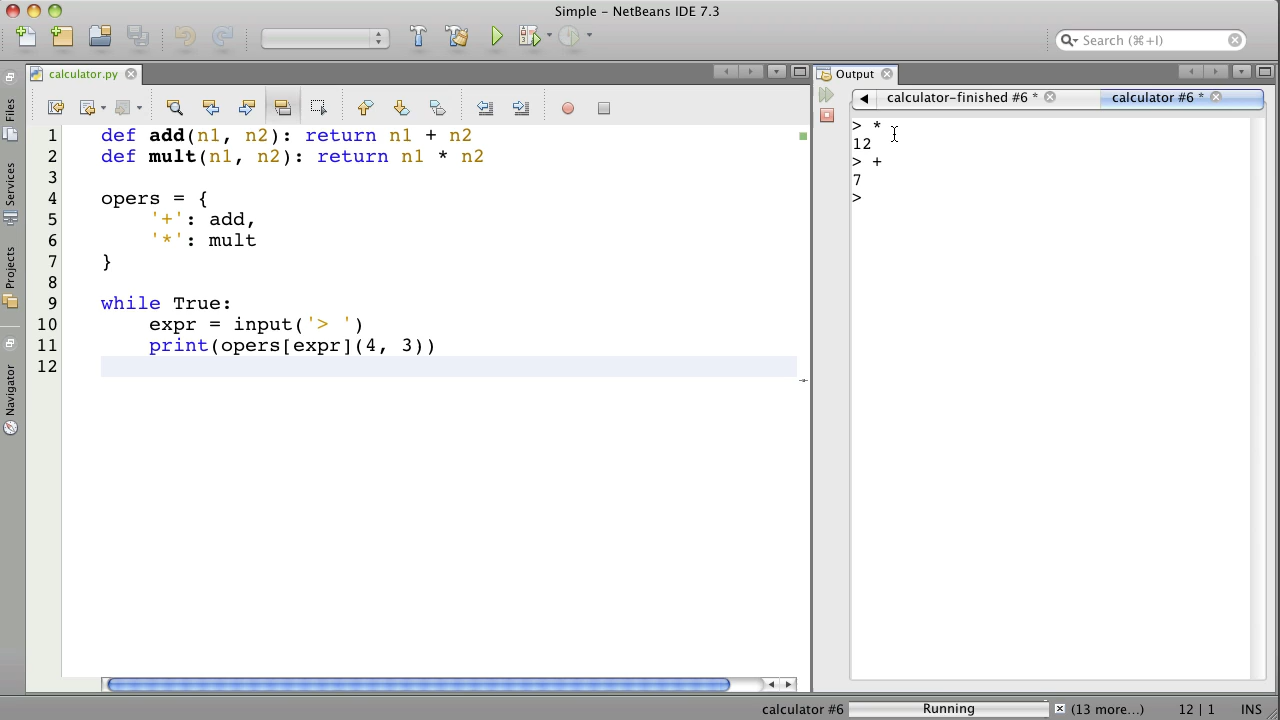 Simple – NetBeans IDE 7.3
Search (⌘+I)
calculator.py
Output
calculator-finished #6 *
calculator #6 *
Files
Services
Projects
Navigator
1 def add(n1, n2): return n1 + n2
2 def mult(n1, n2): return n1 * n2
3
4 opers = {
5 '+': add,
6 '*': mult
7 }
8
9 while True:
10 expr = input('> ')
11 print(opers[expr](4, 3))
12
> *
12
> +
7
>
calculator #6
Running
(13 more...)
12 | 1
INS